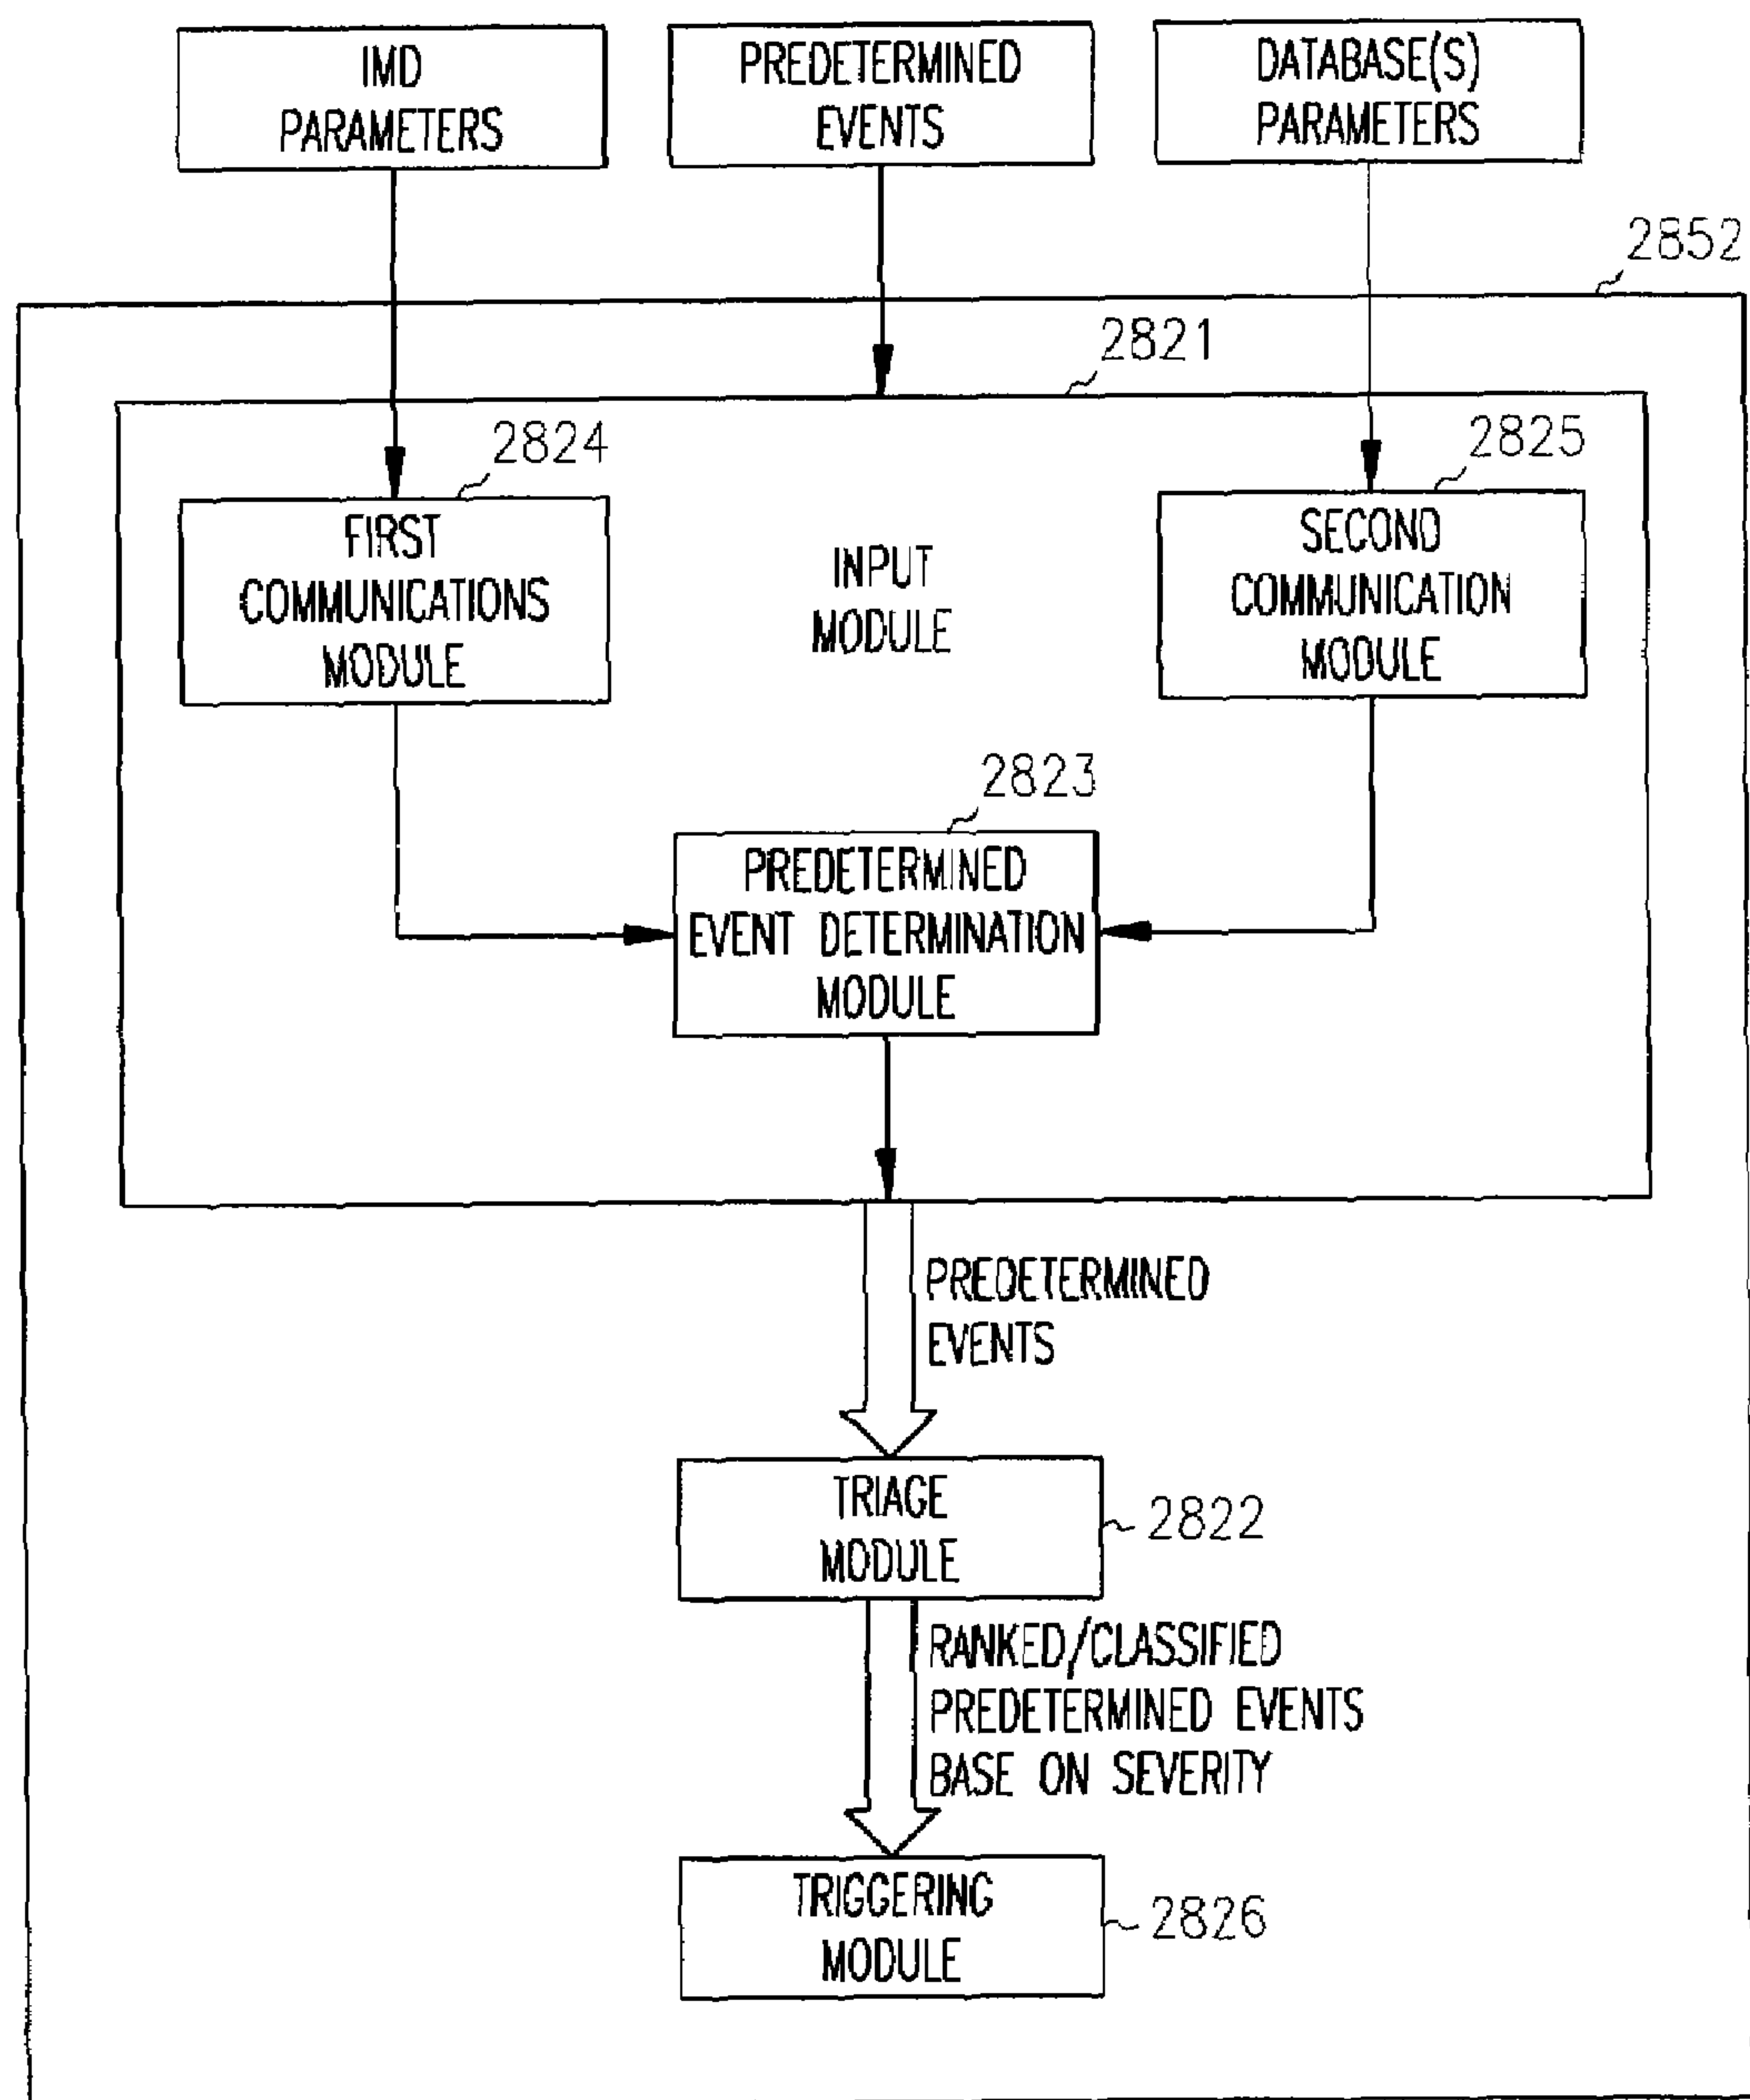 IMD
PARAMETERS
PREDETERMINED
EVENTS
DATABASE(S)
PARAMETERS
2852
2821
2824
FIRST
COMMUNICATIONS
MODULE
INPUT
MODULE
2825
SECOND
COMMUNICATION
MODULE
2823
PREDETERMINED
EVENT DETERMINATION
MODULE
PREDETERMINED
EVENTS
TRIAGE
MODULE
2822
RANKED/CLASSIFIED
PREDETERMINED EVENTS
BASE ON SEVERITY
TRIGGERING
MODULE
2826